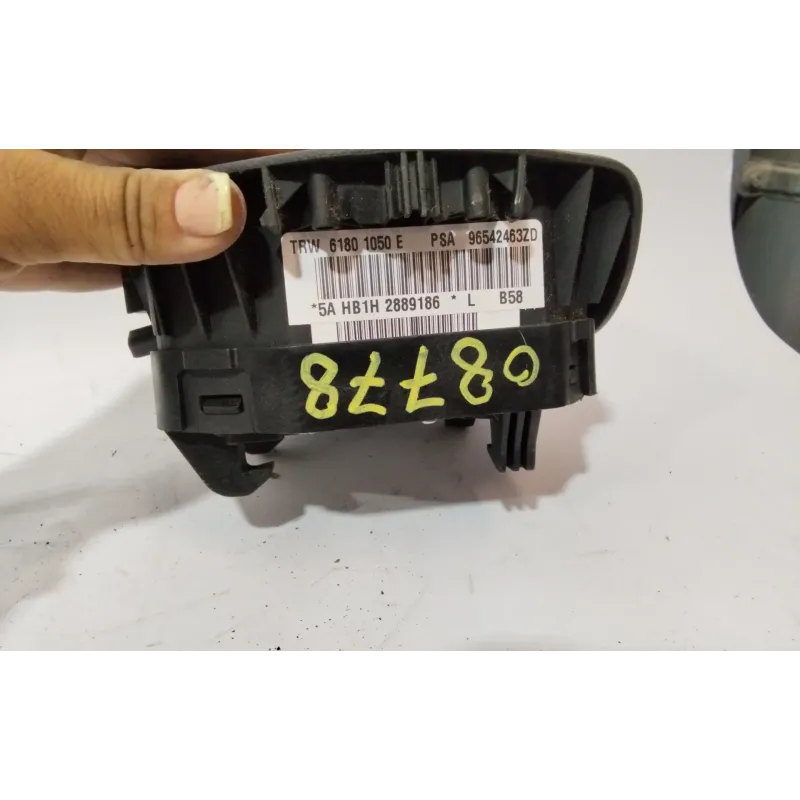 TRW 6180 1050 E PSA 96542463ZD
*5A HB1H 2889186 * L B58
08778